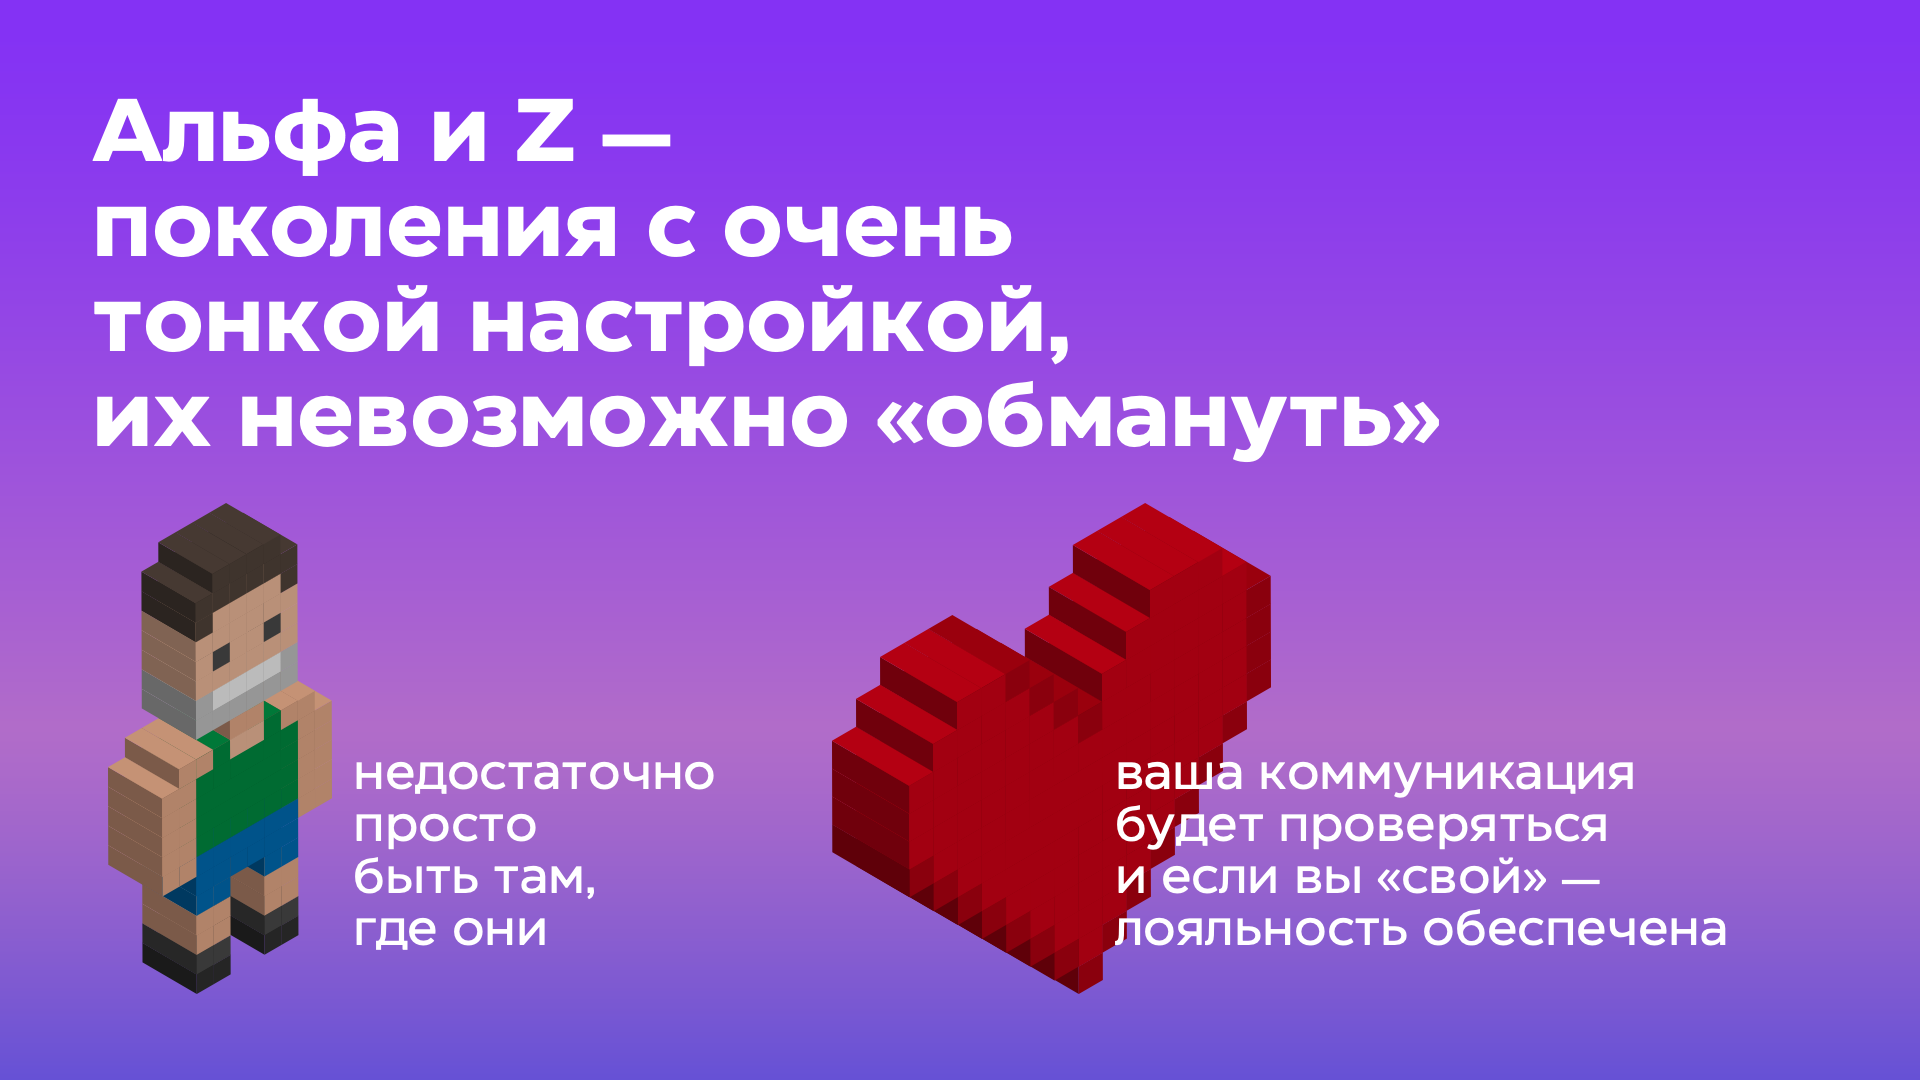 Альфа и Z —
поколения с очень
тонкой настройкой,
их невозможно «обмануть»
недостаточно
просто
быть там,
где они
ваша коммуникация
будет проверяться
и если вы «свой» —
лояльность обеспечена